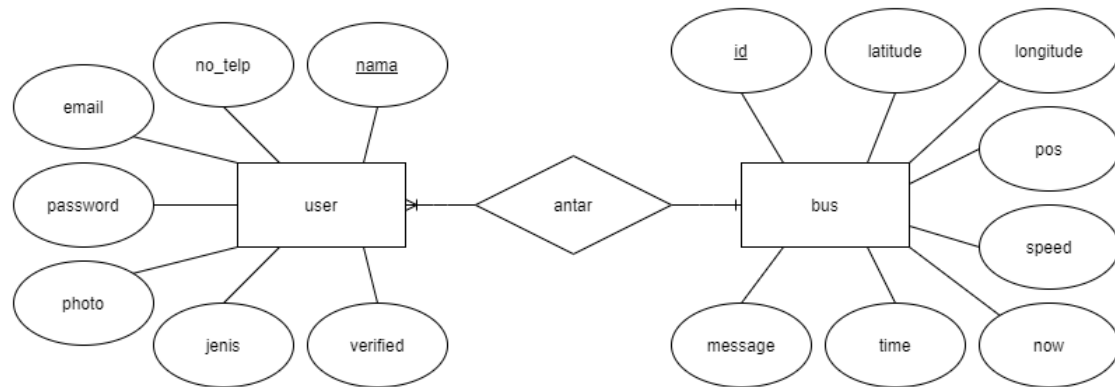 no_telp
nama
id
latitude
longitude
email
pos
password
user
antar
bus
speed
photo
jenis
verified
message
time
now